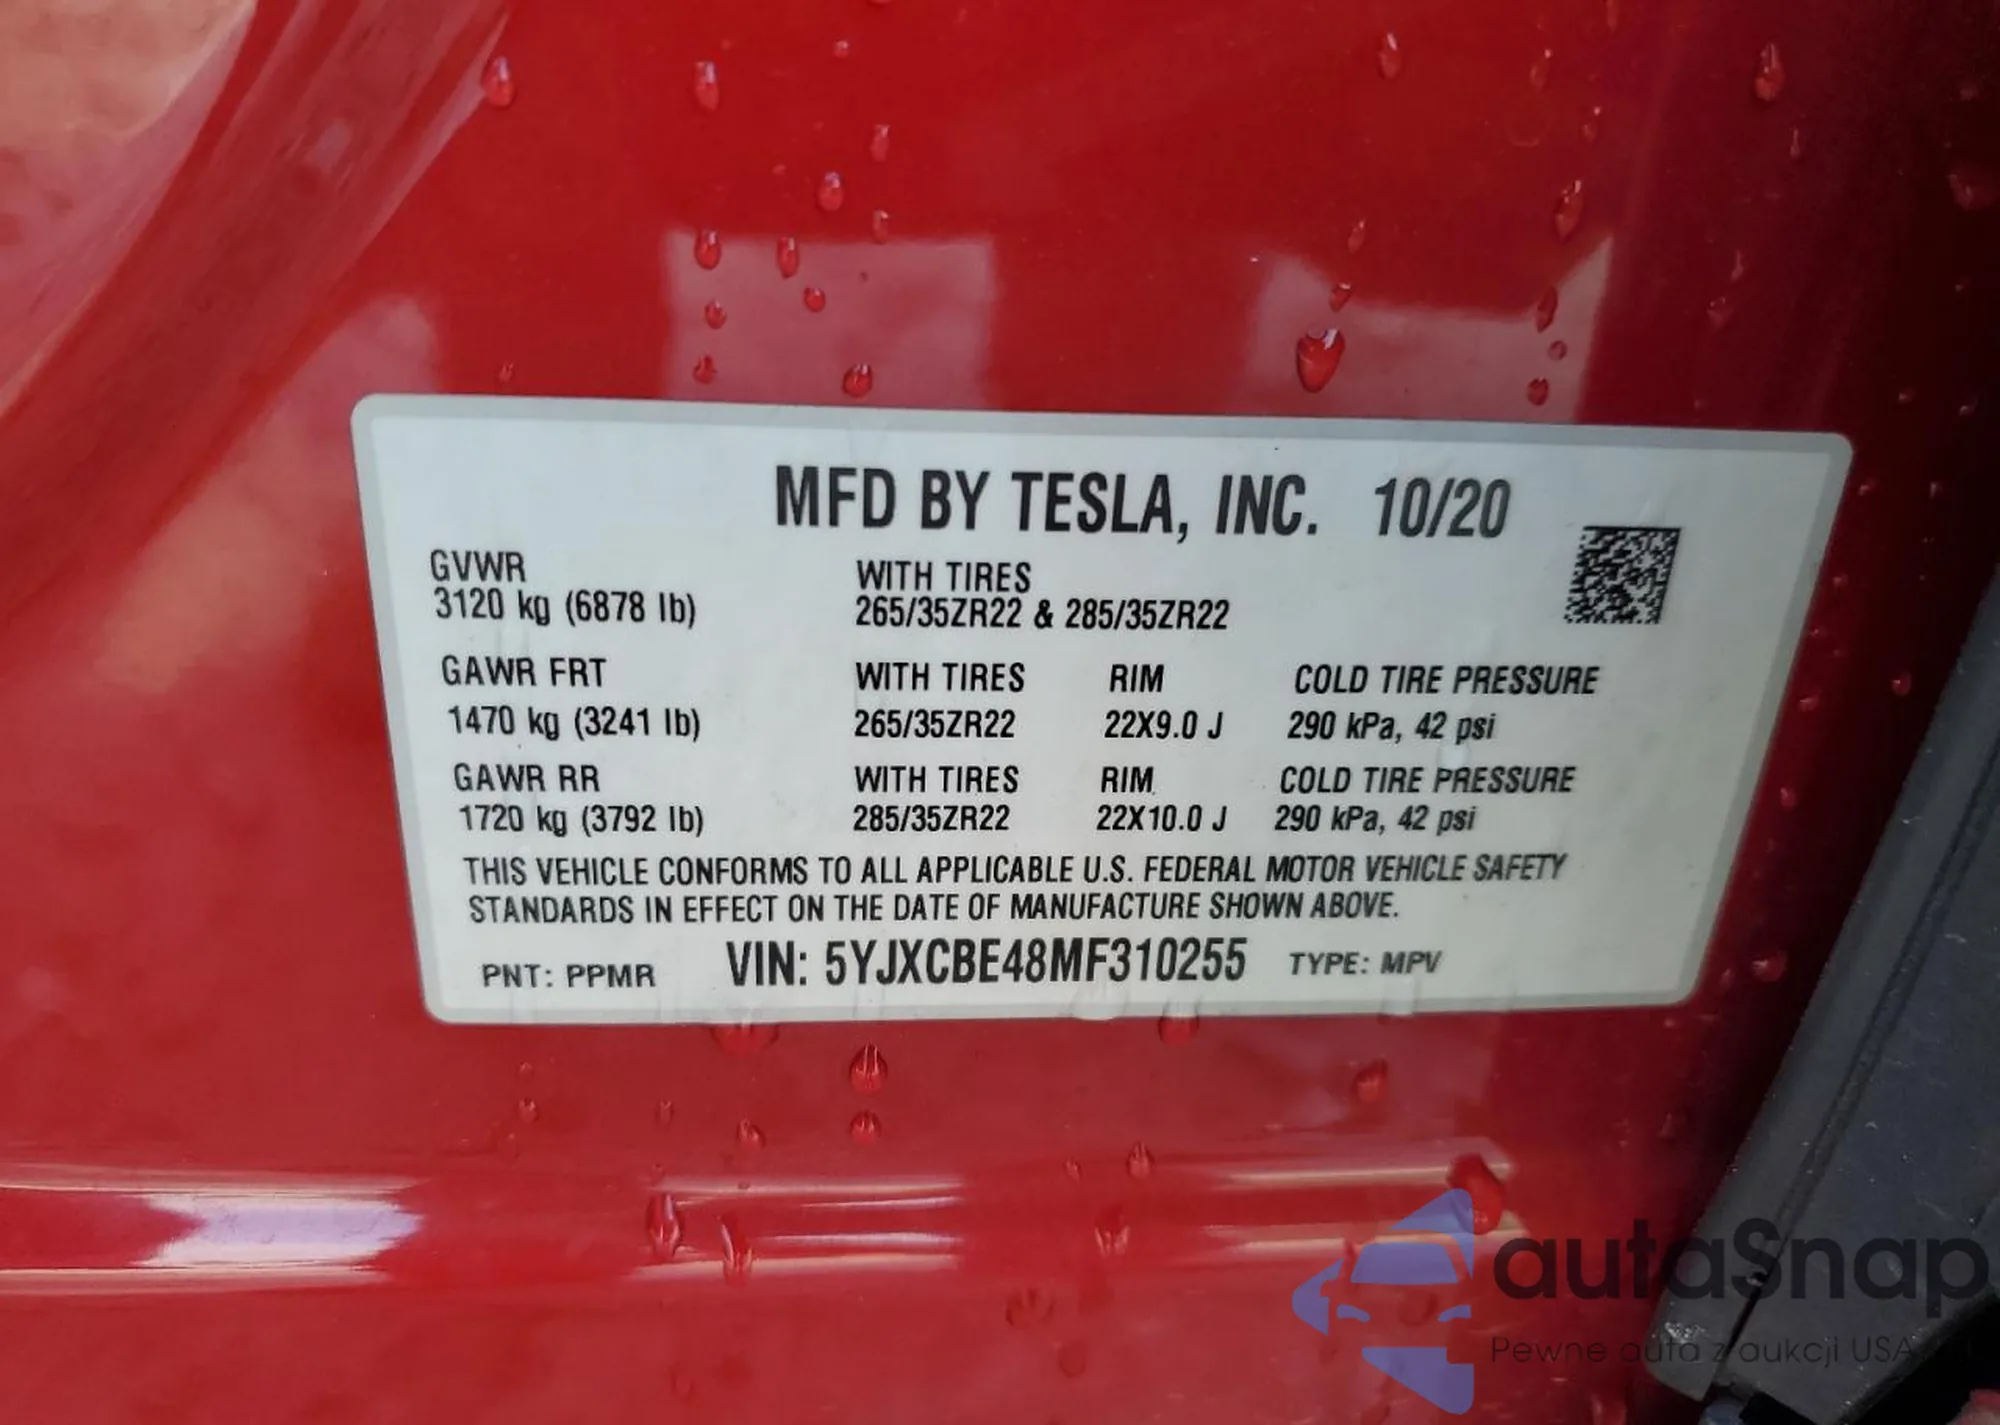 MFD BY TESLA, INC. 10/20
GVWR WITH TIRES
3120 kg (6878 lb) 265/35ZR22 & 285/35ZR22
GAWR FRT WITH TIRES RIM COLD TIRE PRESSURE
1470 kg (3241 lb) 265/35ZR22 22X9.0 J 290 kPa, 42 psi
GAWR RR WITH TIRES RIM COLD TIRE PRESSURE
1720 kg (3792 lb) 285/35ZR22 22X10.0 J 290 kPa, 42 psi
THIS VEHICLE CONFORMS TO ALL APPLICABLE U.S. FEDERAL MOTOR VEHICLE SAFETY
STANDARDS IN EFFECT ON THE DATE OF MANUFACTURE SHOWN ABOVE.
PNT: PPMR VIN: 5YJXCBE48MF310255 TYPE: MPV
autaSnap
Pewne auta z aukcji USA